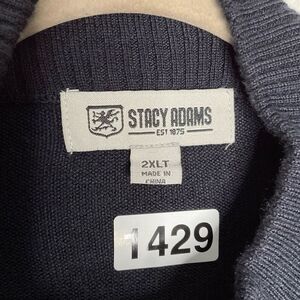 STACY ADAMS
EST 1875
2XLT
MADE IN
CHINA
1429